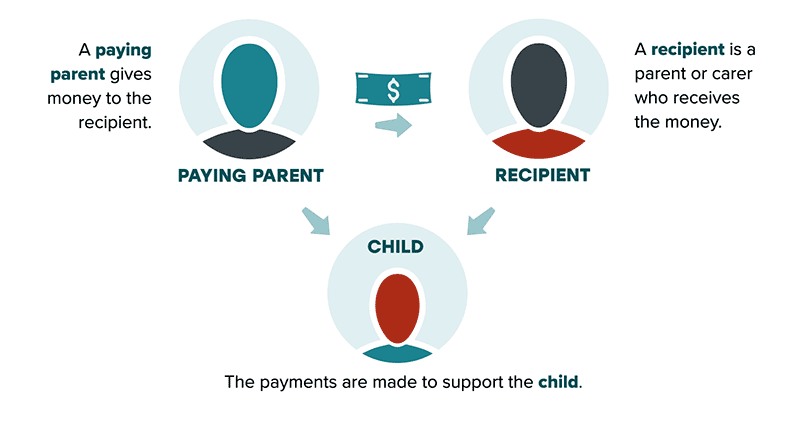 A paying
parent gives
money to the
recipient.
$
A recipient is a
parent or carer
who receives
the money.
PAYING PARENT
RECIPIENT
CHILD
The payments are made to support the child.